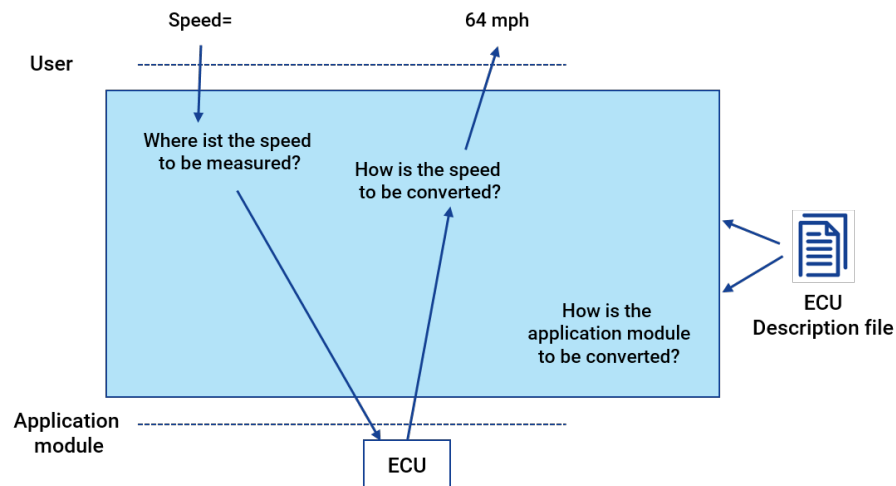 Speed=
64 mph
User
Where ist the speed
to be measured?
How is the speed
to be converted?
How is the
application module
to be converted?
ECU
Description file
Application
module
ECU